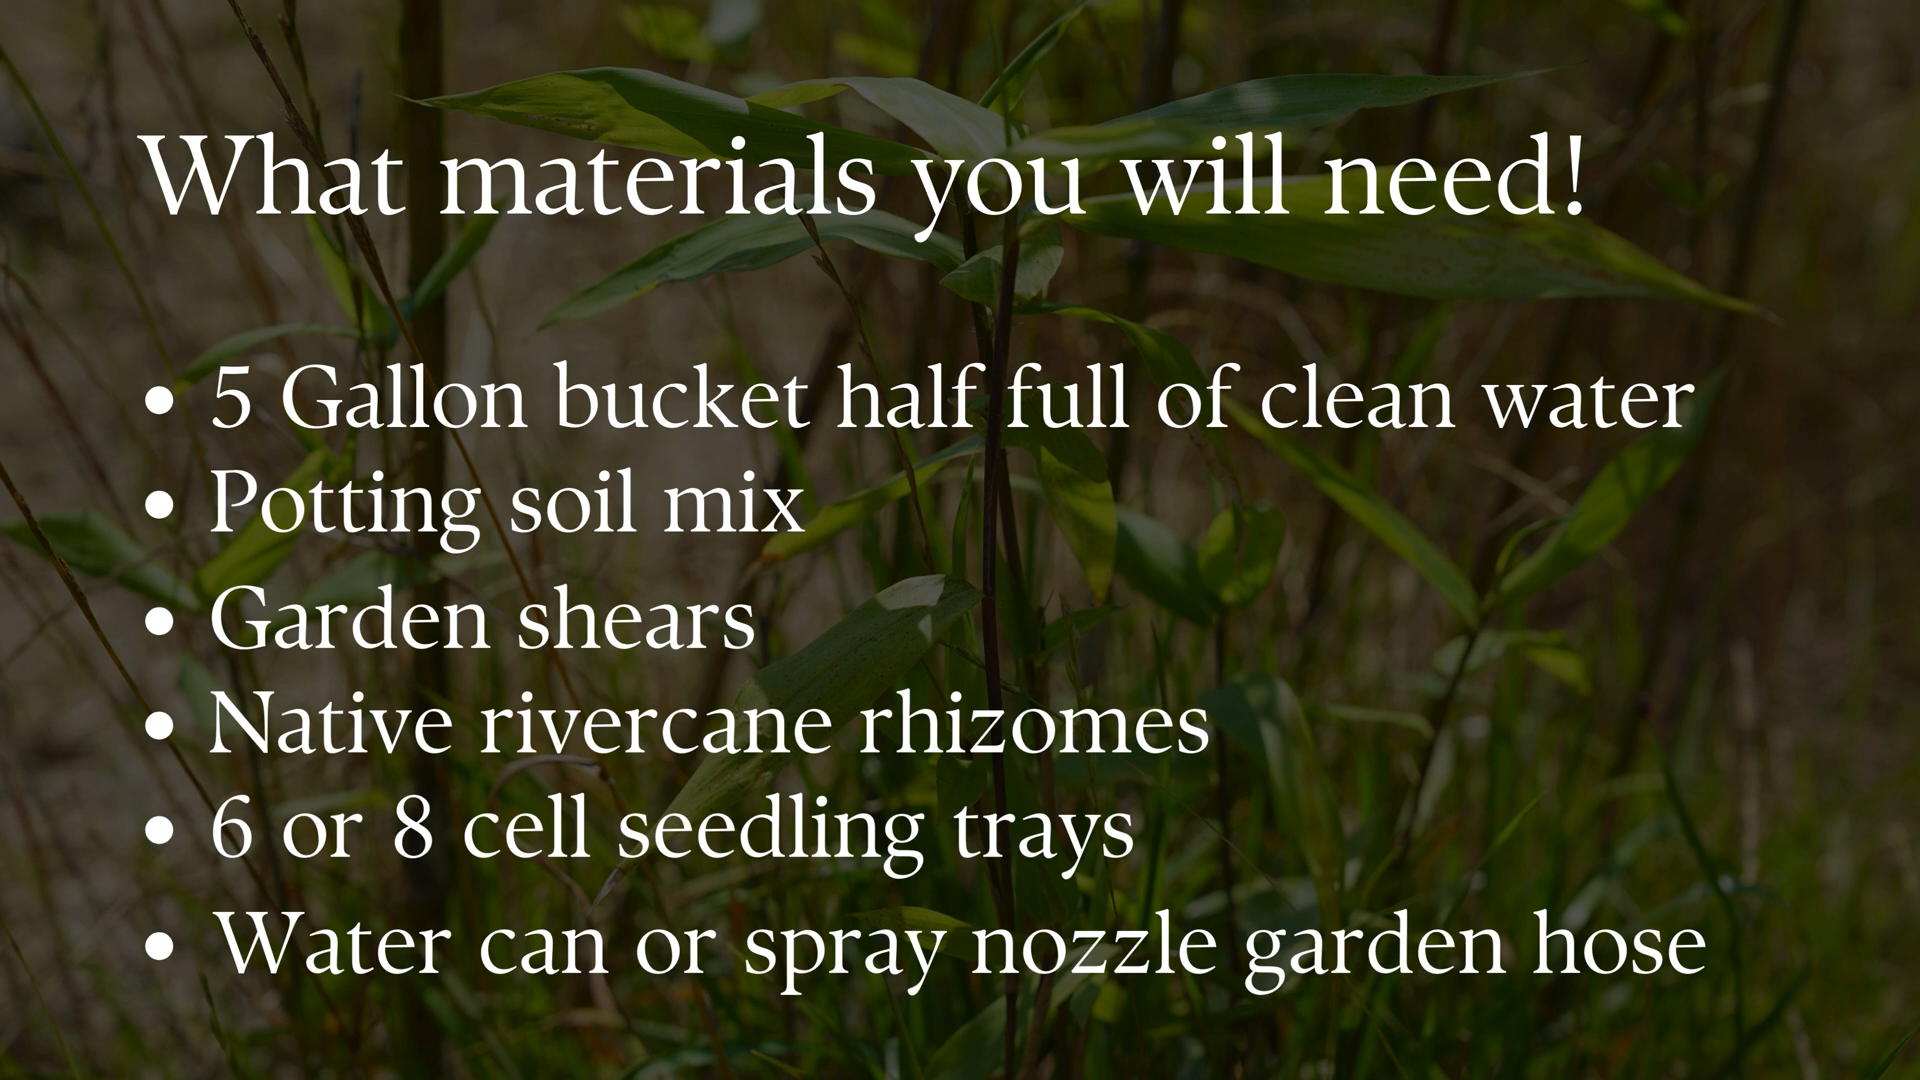 What materials you will need!
• 5 Gallon bucket half full of clean water
• Potting soil mix
• Garden shears
• Native rivercane rhizomes
• 6 or 8 cell seedling trays
• Water can or spray nozzle garden hose